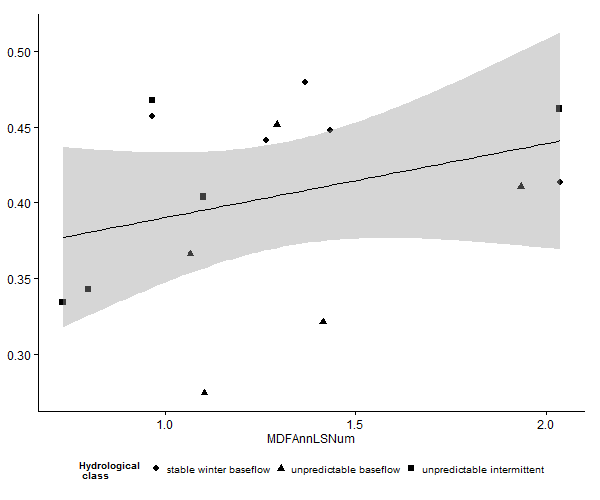 0.50
0.45
0.40
0.35
0.30
1.0 1.5 2.0
MDFAnnLSNum
Hydrological
class
stable winter baseflow unpredictable baseflow unpredictable intermittent